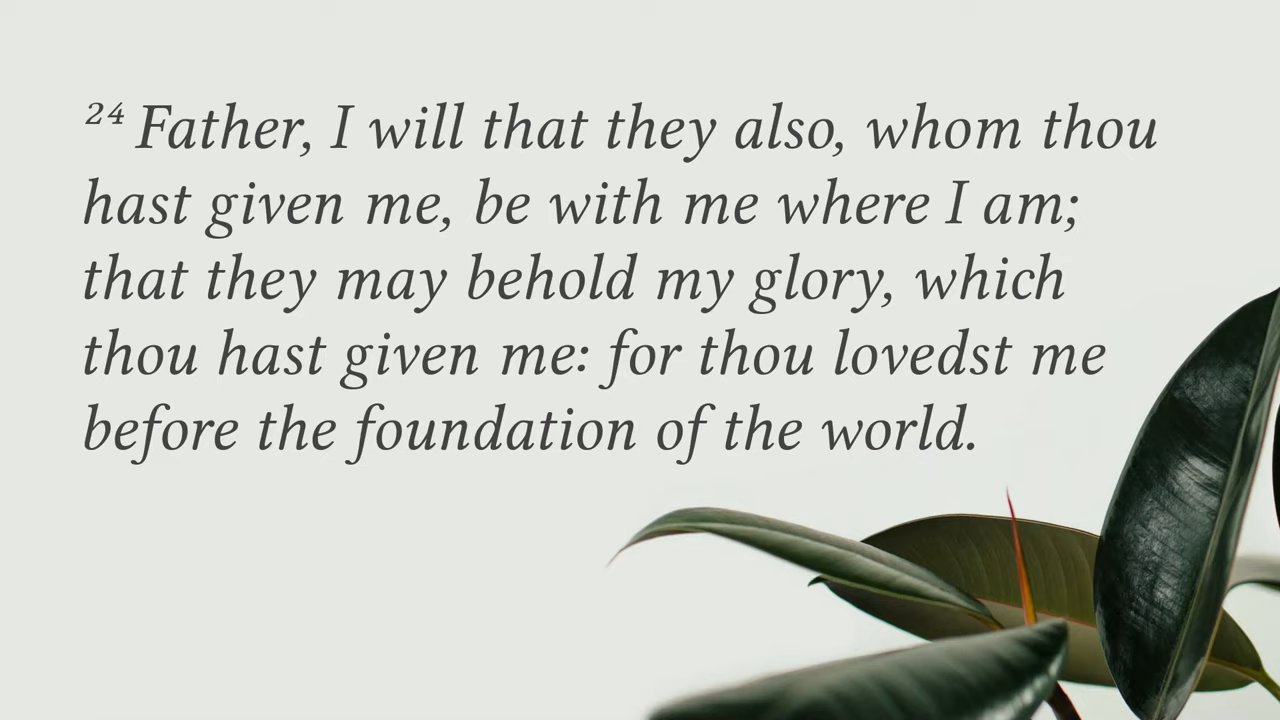 ²⁴ Father, I will that they also, whom thou
hast given me, be with me where I am;
that they may behold my glory, which
thou hast given me: for thou lovedst me
before the foundation of the world.